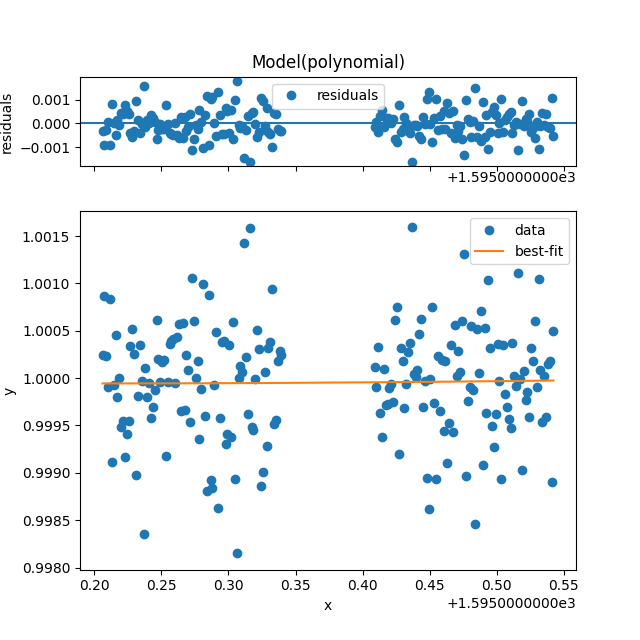 Model(polynomial)
residuals
0.001
0.000
−0.001
residuals
+1.5950000000e3
1.0015
1.0010
1.0005
1.0000
0.9995
0.9990
0.9985
0.9980
y
data
best-fit
0.20 0.25 0.30 0.35 0.40 0.45 0.50 0.55
x
+1.5950000000e3